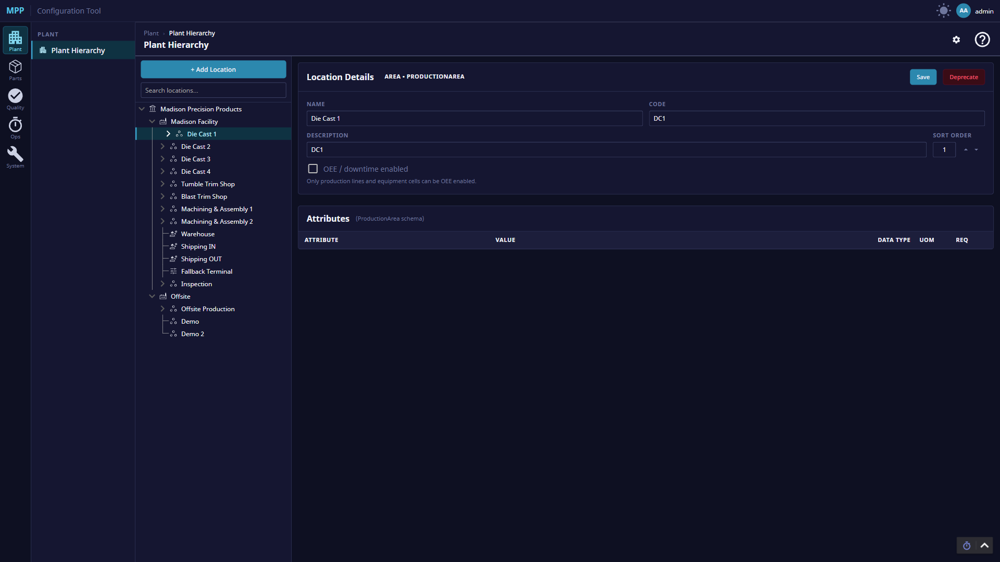 MPP Configuration Tool
AA admin
Plant
Parts
Quality
Ops
System
PLANT
Plant Hierarchy
Plant › Plant Hierarchy
Plant Hierarchy
+ Add Location
Search locations...
Madison Precision Products
Madison Facility
Die Cast 1
Die Cast 2
Die Cast 3
Die Cast 4
Tumble Trim Shop
Blast Trim Shop
Machining & Assembly 1
Machining & Assembly 2
Warehouse
Shipping IN
Shipping OUT
Fallback Terminal
Inspection
Offsite
Offsite Production
Demo
Demo 2
Location Details AREA • PRODUCTIONAREA
Save Deprecate
NAME CODE
Die Cast 1 DC1
DESCRIPTION SORT ORDER
DC1 1
OEE / downtime enabled
Only production lines and equipment cells can be OEE enabled.
Attributes (ProductionArea schema)
ATTRIBUTE VALUE DATA TYPE UOM REQ